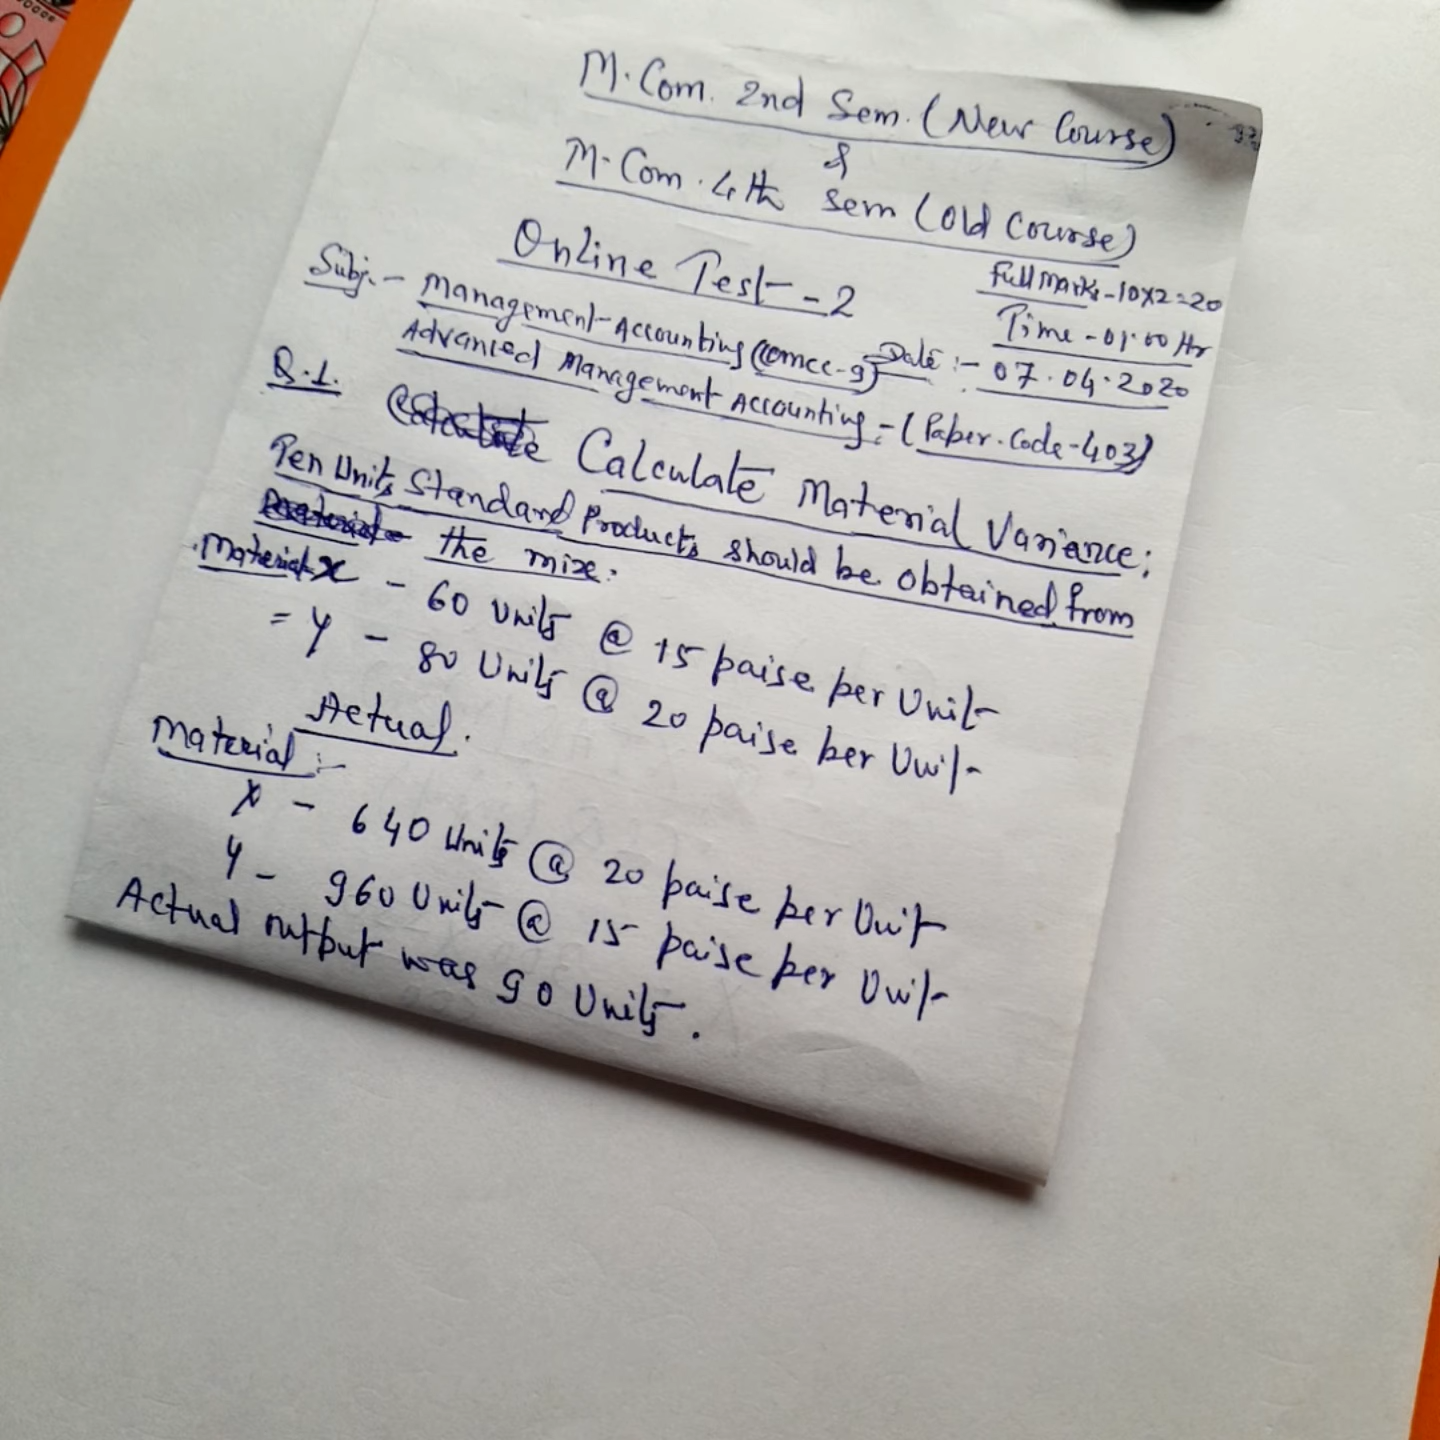 M.Com. 2nd Sem. (New Course)
&
M.Com. 4th Sem (Old Course)
Online Test - 2
Full Marks - 10x2=20
Time - 01.00 Hr
Subj. - Management Accounting (comcc-9) Date :- 07.04.2020
Advanced Management Accounting - (Paper-Code-403)
Q.1. Calculate Material Variance;
Ten Units Standard Products should be obtained from
the mix:
Material X - 60 Units @ 15 paise per Unit
= Y - 80 Units @ 20 paise per Unit
Actual.
Material :-
X - 640 Units @ 20 paise per Unit
Y - 960 Units @ 15 paise per Unit
Actual output was 90 Units.